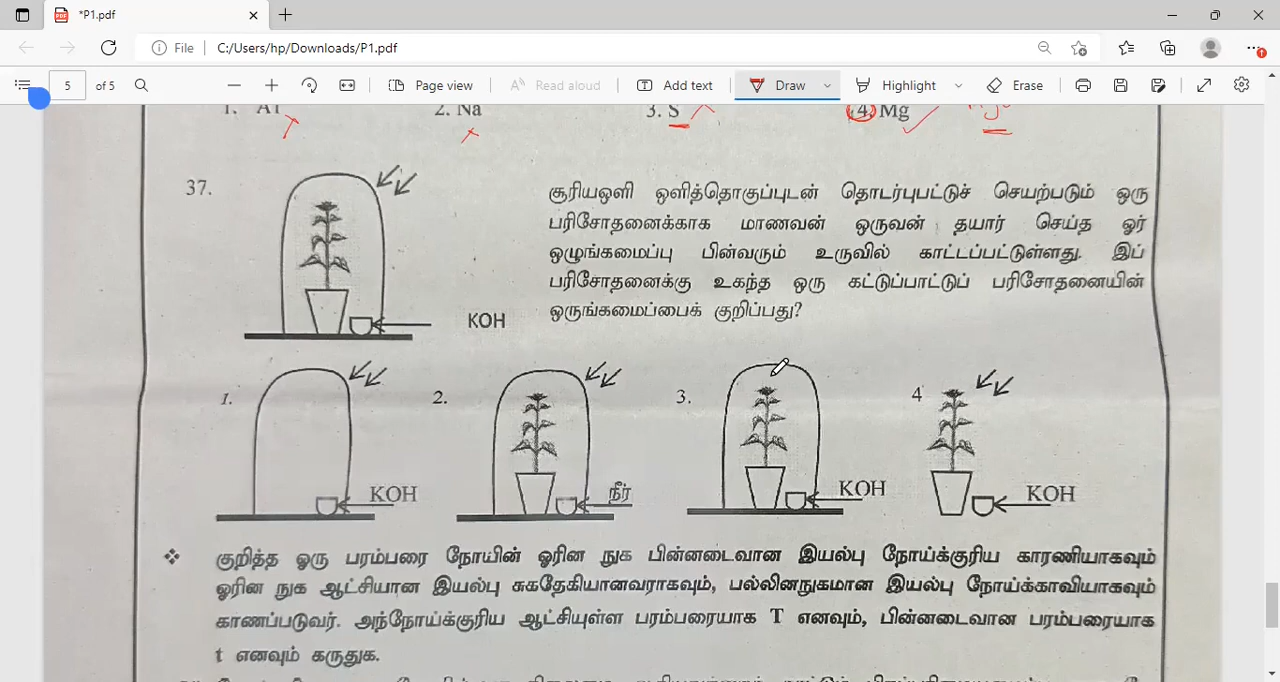 *P1.pdf
File
C:/Users/hp/Downloads/P1.pdf
5 of 5
Page view
Read aloud
Add text
Draw
Highlight
Erase
1. Al 2. Na 3. S (4.) Mg
37. சூரியஒளி ஒளித்தொகுப்புடன் தொடர்புபட்டுச் செயற்படும் ஒரு
பரிசோதனைக்காக மாணவன் ஒருவன் தயார் செய்த ஓர்
ஒழுங்கமைப்பு பின்வரும் உருவில் காட்டப்பட்டுள்ளது. இப்
பரிசோதனைக்கு உகந்த ஒரு கட்டுப்பாட்டுப் பரிசோதனையின்
ஒருங்கமைப்பைக் குறிப்பது?
KOH
1. 2. 3. 4
KOH நீர் KOH KOH
❖ குறித்த ஒரு பரம்பரை நோயின் ஓரின நுக பின்னடைவான இயல்பு நோய்க்குரிய காரணியாகவும்
ஓரின நுக ஆட்சியான இயல்பு சுகதேகியானவராகவும், பல்லினநுகமான இயல்பு நோய்க்காவியாகவும்
காணப்படுவர். அந்நோய்க்குரிய ஆட்சியுள்ள பரம்பரையாக T எனவும், பின்னடைவான பரம்பரையாக
t எனவும் கருதுக.